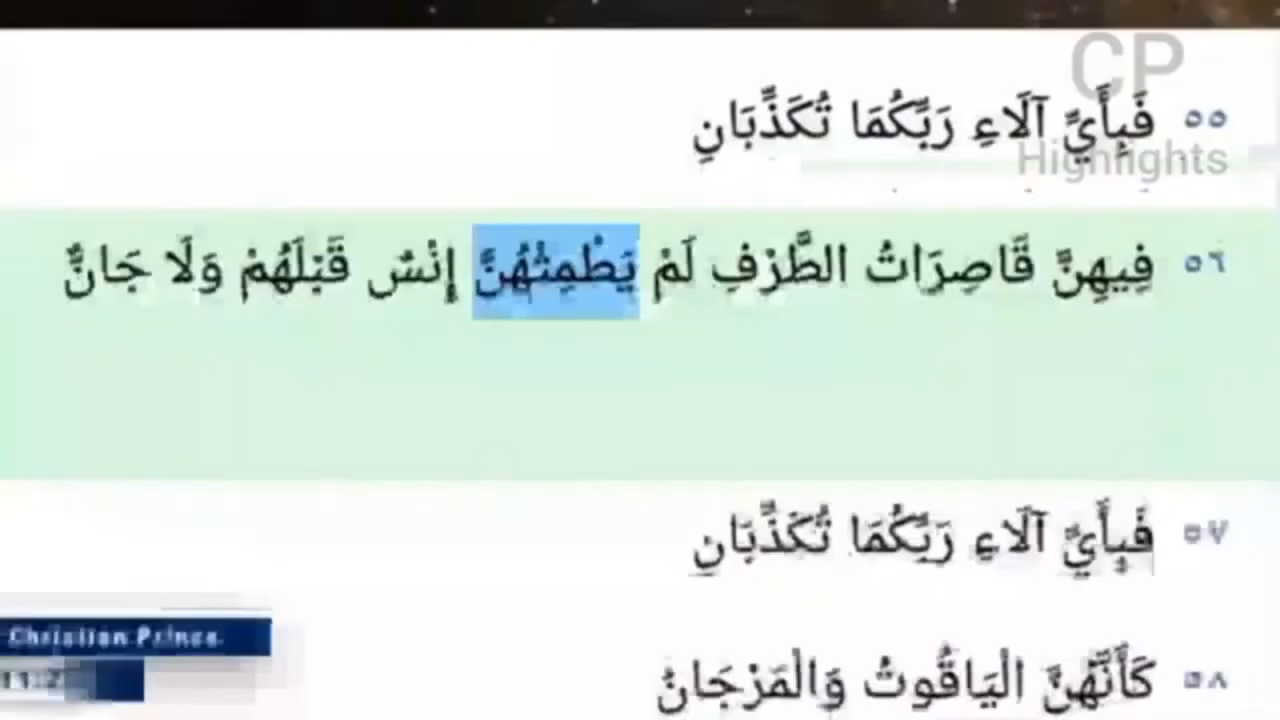 CP
Highlights
٥٥ فَبِأَيِّ آلَاءِ رَبِّكُمَا تُكَذِّبَانِ
٥٦ فِيهِنَّ قَاصِرَاتُ الطَّرْفِ لَمْ يَطْمِثْهُنَّ إِنْسٌ قَبْلَهُمْ وَلَا جَانٌّ
٥٧ فَبِأَيِّ آلَاءِ رَبِّكُمَا تُكَذِّبَانِ
٥٨ كَأَنَّهُنَّ الْيَاقُوتُ وَالْمَرْجَانُ
Christian Prince